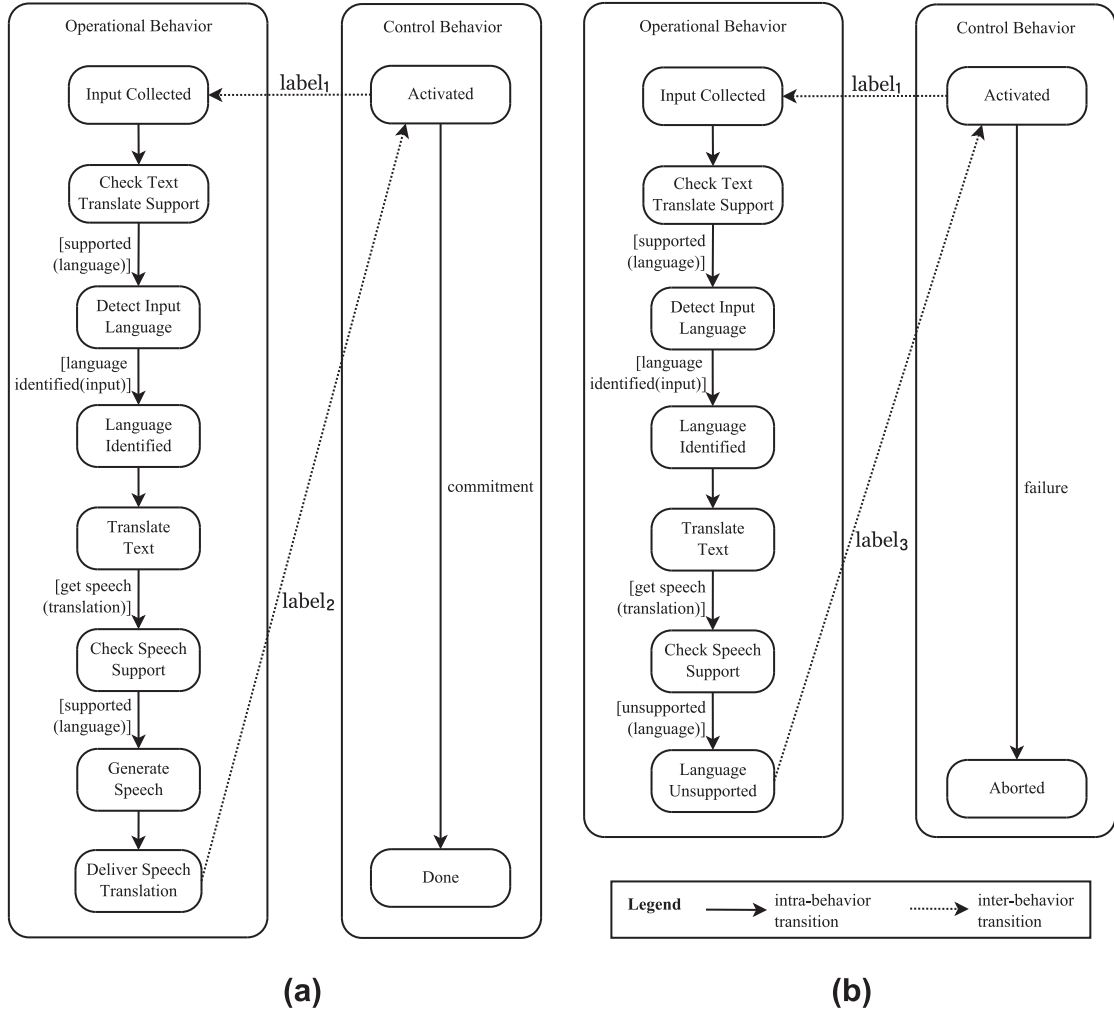 Operational Behavior
Control Behavior
Input Collected
label₁
Activated
Check Text
Translate Support
[supported
(language)]
Detect Input
Language
[language
identified(input)]
Language
Identified
commitment
Translate
Text
[get speech
(translation)]
label₂
Check Speech
Support
[supported
(language)]
Generate
Speech
Deliver Speech
Translation
Done
(a)
Operational Behavior
Control Behavior
Input Collected
label₁
Activated
Check Text
Translate Support
[supported
(language)]
Detect Input
Language
[language
identified(input)]
Language
Identified
failure
Translate
Text
label₃
[get speech
(translation)]
Check Speech
Support
[unsupported
(language)]
Language
Unsupported
Aborted
Legend
intra-behavior
transition
inter-behavior
transition
(b)